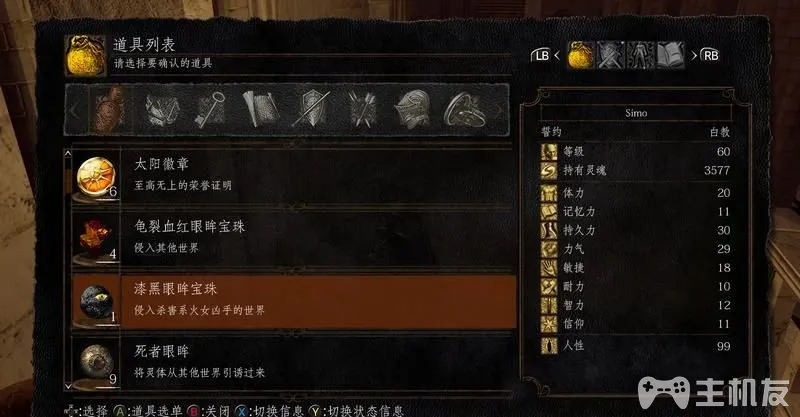 道具列表
请选择要确认的道具
LB
RB
太阳徽章
至高无上的荣誉证明
6
龟裂血红眼眸宝珠
侵入其他世界
4
漆黑眼眸宝珠
侵入杀害系火女凶手的世界
1
死者眼眸
将灵体从其他世界引诱过来
9
Simo
誓约 白教
等级 60
持有灵魂 3577
体力 20
记忆力 11
持久力 30
力气 29
敏捷 18
耐力 10
智力 12
信仰 11
人性 99
:选择 A:道具选单 B:关闭 X:切换信息 Y:切换状态信息
主机友